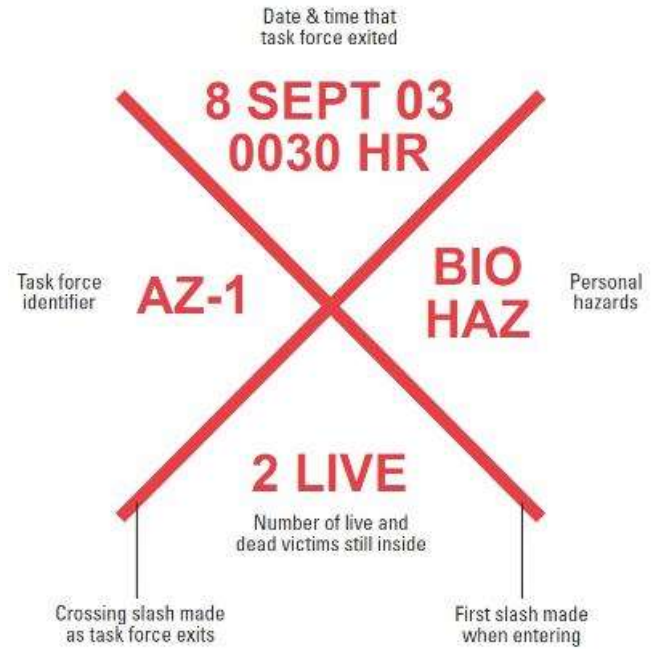 Date & time that
task force exited
8 SEPT 03
0030 HR
Task force
identifier
AZ-1
BIO
HAZ
Personal
hazards
2 LIVE
Number of live and
dead victims still inside
Crossing slash made
as task force exits
First slash made
when entering